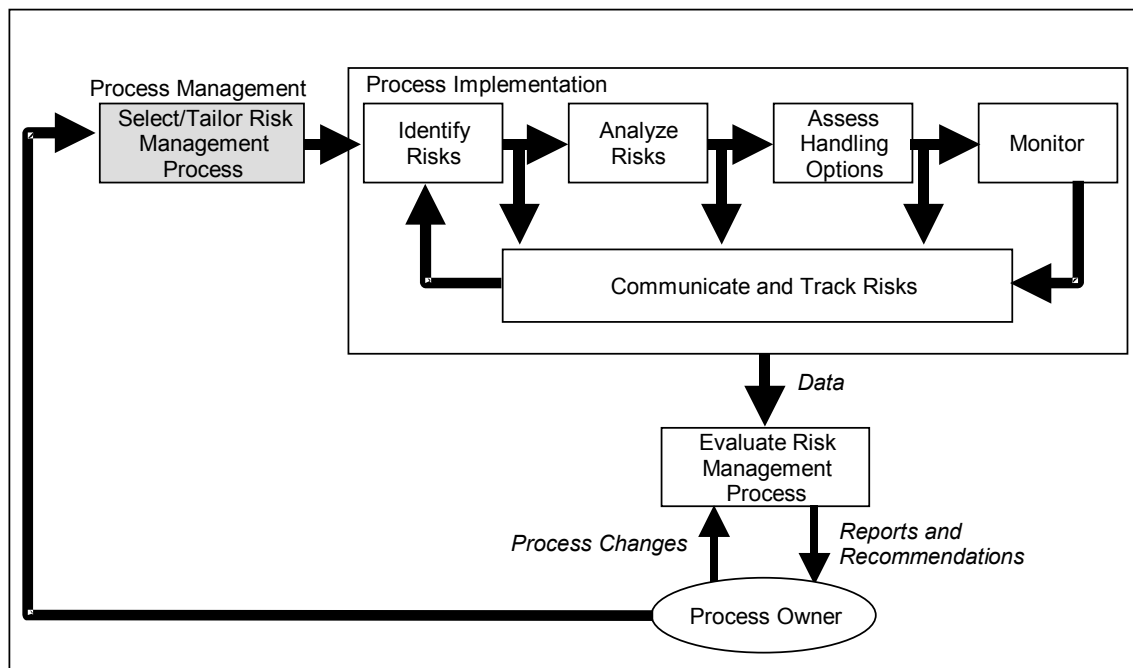 Process Management
Select/Tailor Risk
Management
Process
Process Implementation
Identify
Risks
Analyze
Risks
Assess
Handling
Options
Monitor
Communicate and Track Risks
Data
Evaluate Risk
Management
Process
Process Changes
Reports and
Recommendations
Process Owner